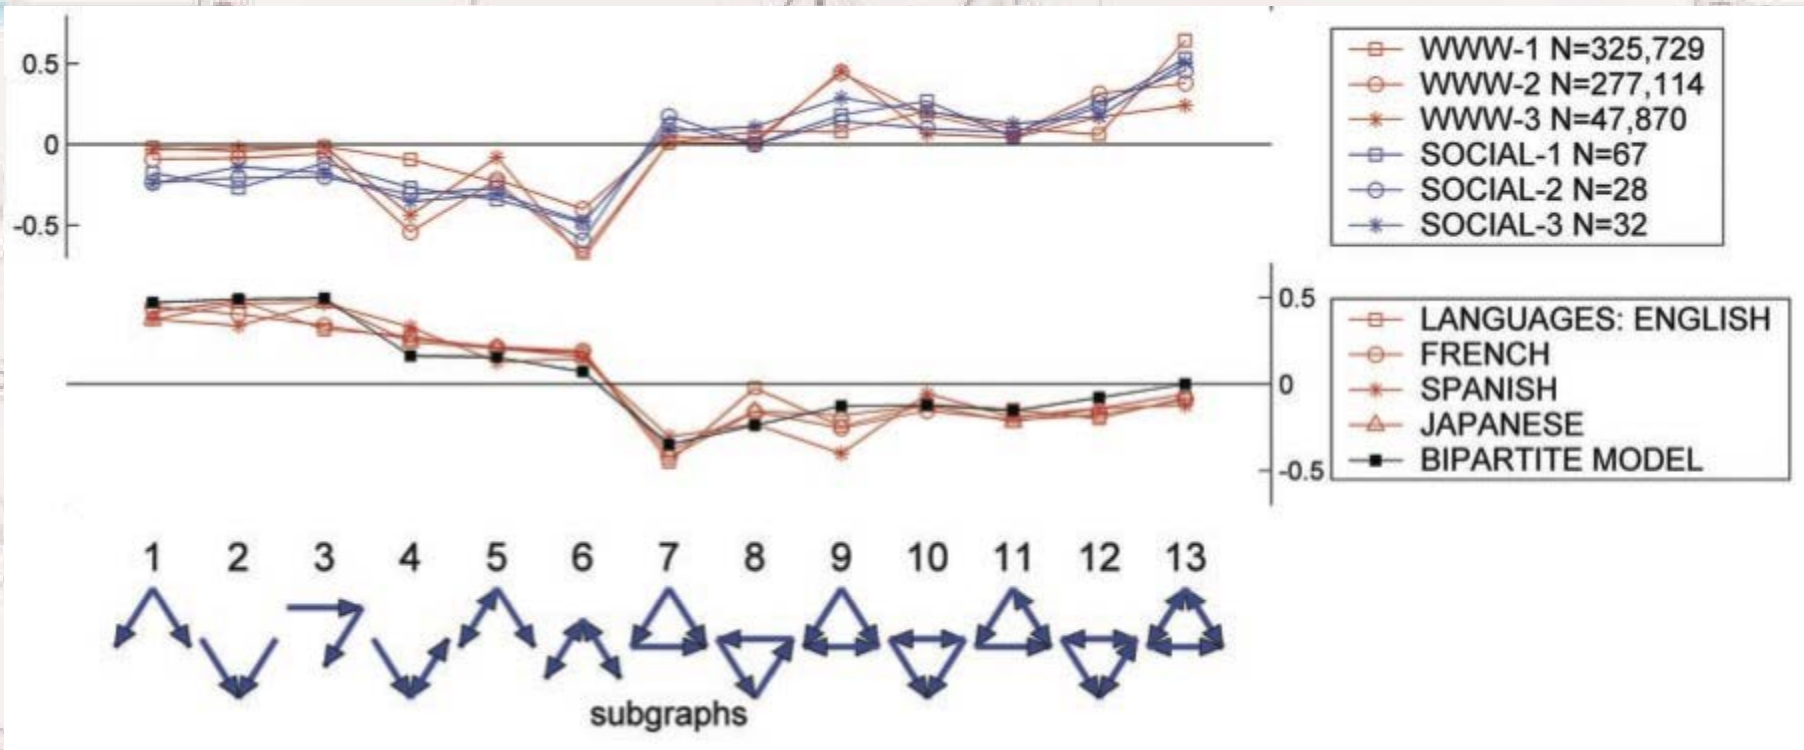 0.5
0
-0.5
WWW-1 N=325,729
WWW-2 N=277,114
WWW-3 N=47,870
SOCIAL-1 N=67
SOCIAL-2 N=28
SOCIAL-3 N=32
0.5
0
-0.5
LANGUAGES: ENGLISH
FRENCH
SPANISH
JAPANESE
BIPARTITE MODEL
1 2 3 4 5 6 7 8 9 10 11 12 13
subgraphs